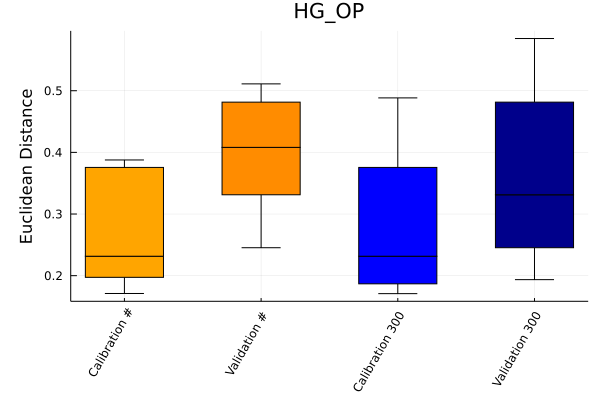 HG_OP
Euclidean Distance
0.5
0.4
0.3
0.2
Calibration #
Validation #
Calibration 300
Validation 300